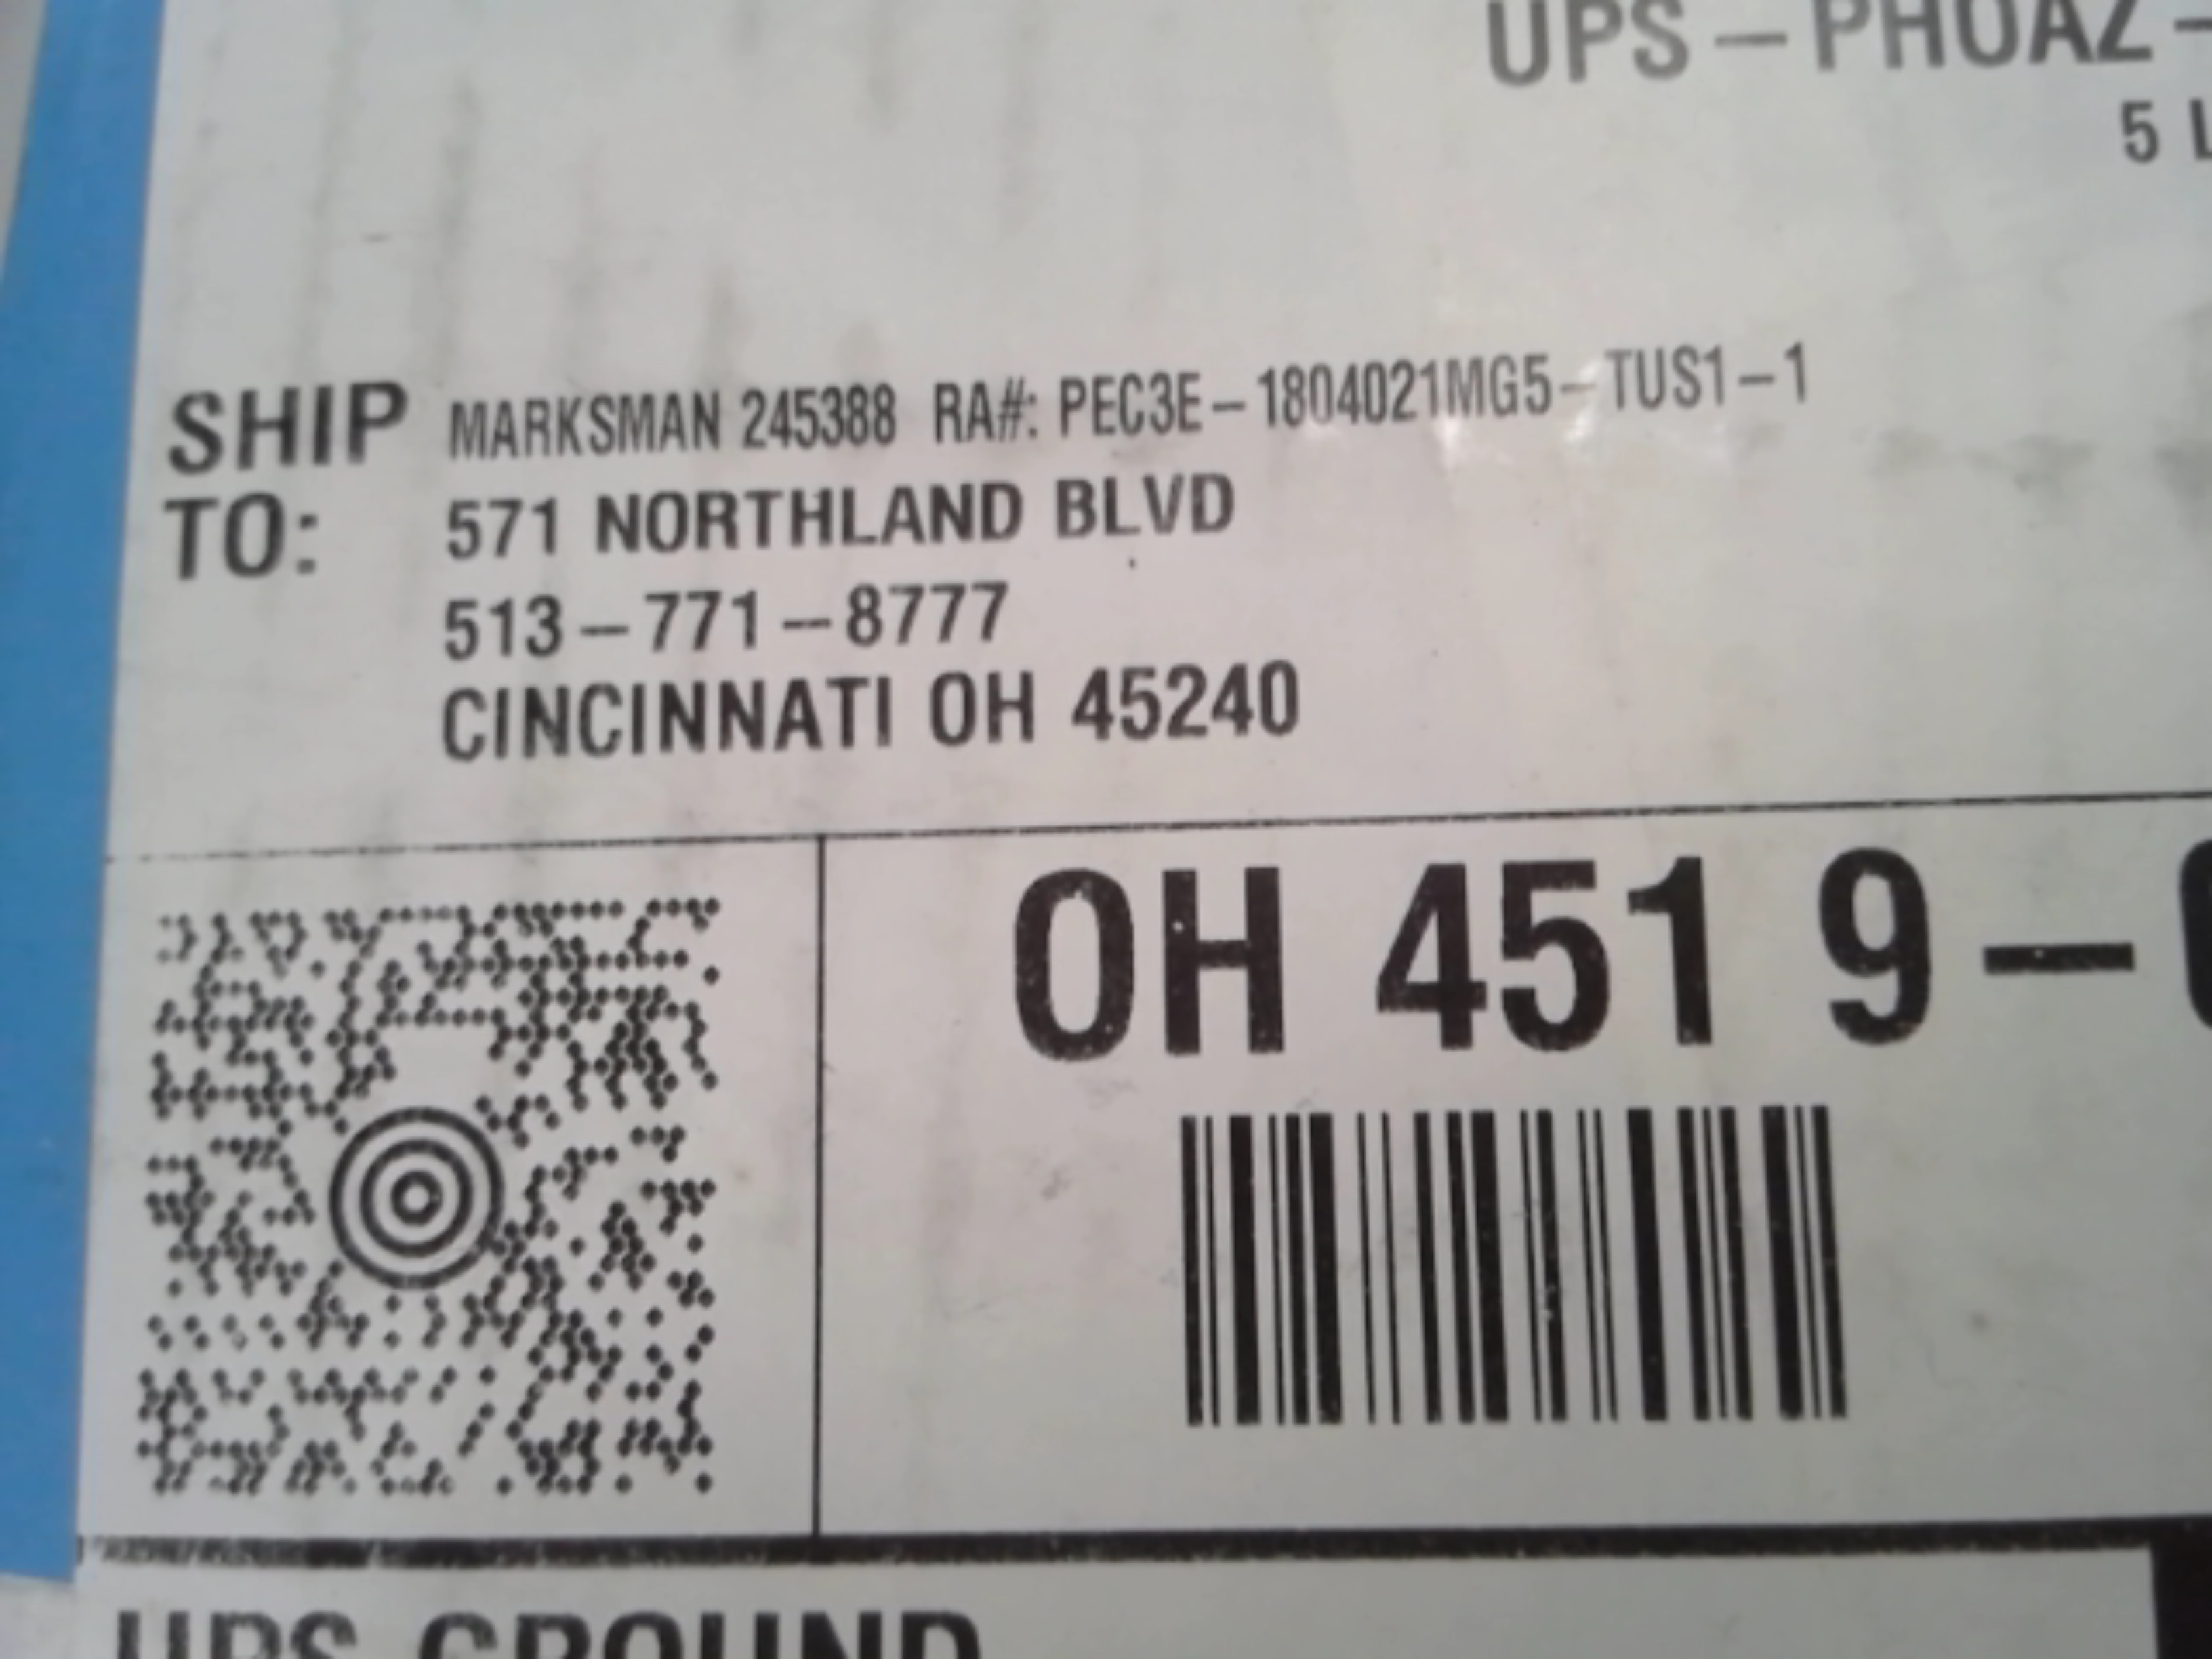 UPS - PHOAZ -
5 L
SHIP TO:
MARKSMAN 245388 RA#: PEC3E-1804021MG5-TUS1-1
571 NORTHLAND BLVD
513-771-8777
CINCINNATI OH 45240
OH 451 9-
UPS GROUND